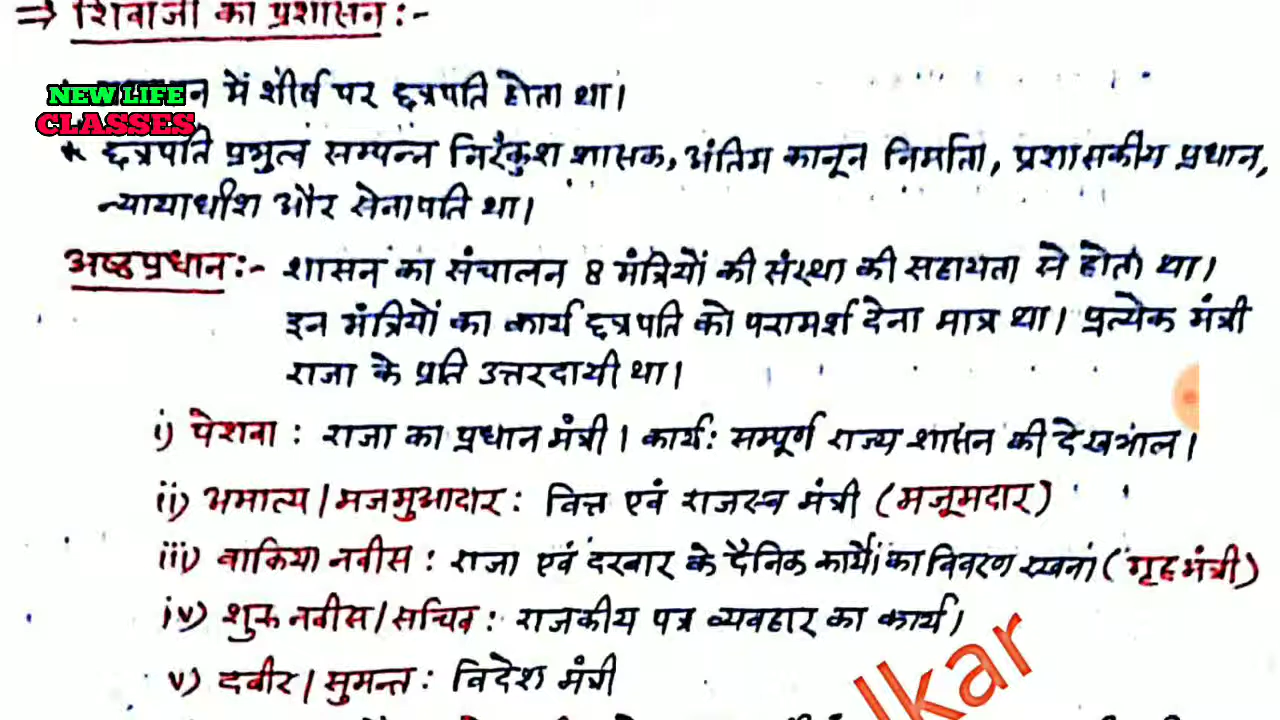 ⇒ शिवाजी का प्रशासन :-
NEW LIFE
CLASSES
में शीर्ष पर छत्रपति होता था।
* छत्रपति प्रभुत्व सम्पन्न निरंकुश शासक, अंतिम कानून निर्माता, प्रशासकीय प्रधान,
न्यायाधीश और सेनापति था।
अष्ठप्रधान :- शासन का संचालन 8 मंत्रियों की संस्था की सहायता से होता था।
इन मंत्रियों का कार्य छत्रपति को परामर्श देना मात्र था। प्रत्येक मंत्री
राजा के प्रति उत्तरदायी था।
i) पेशवा : राजा का प्रधान मंत्री। कार्य: सम्पूर्ण राज्य शासन की देखभाल।
ii) अमात्य / मजमुआदार : वित्त एवं राजस्व मंत्री (मजूमदार)
iii) वाकिया नवीस : राजा एवं दरबार के दैनिक कार्यों का विवरण रखना (गृहमंत्री)
iv) शुरू नवीस / सचिव : राजकीय पत्र व्यवहार का कार्य।
v) दबीर / सुमन्त : विदेश मंत्री
lkar